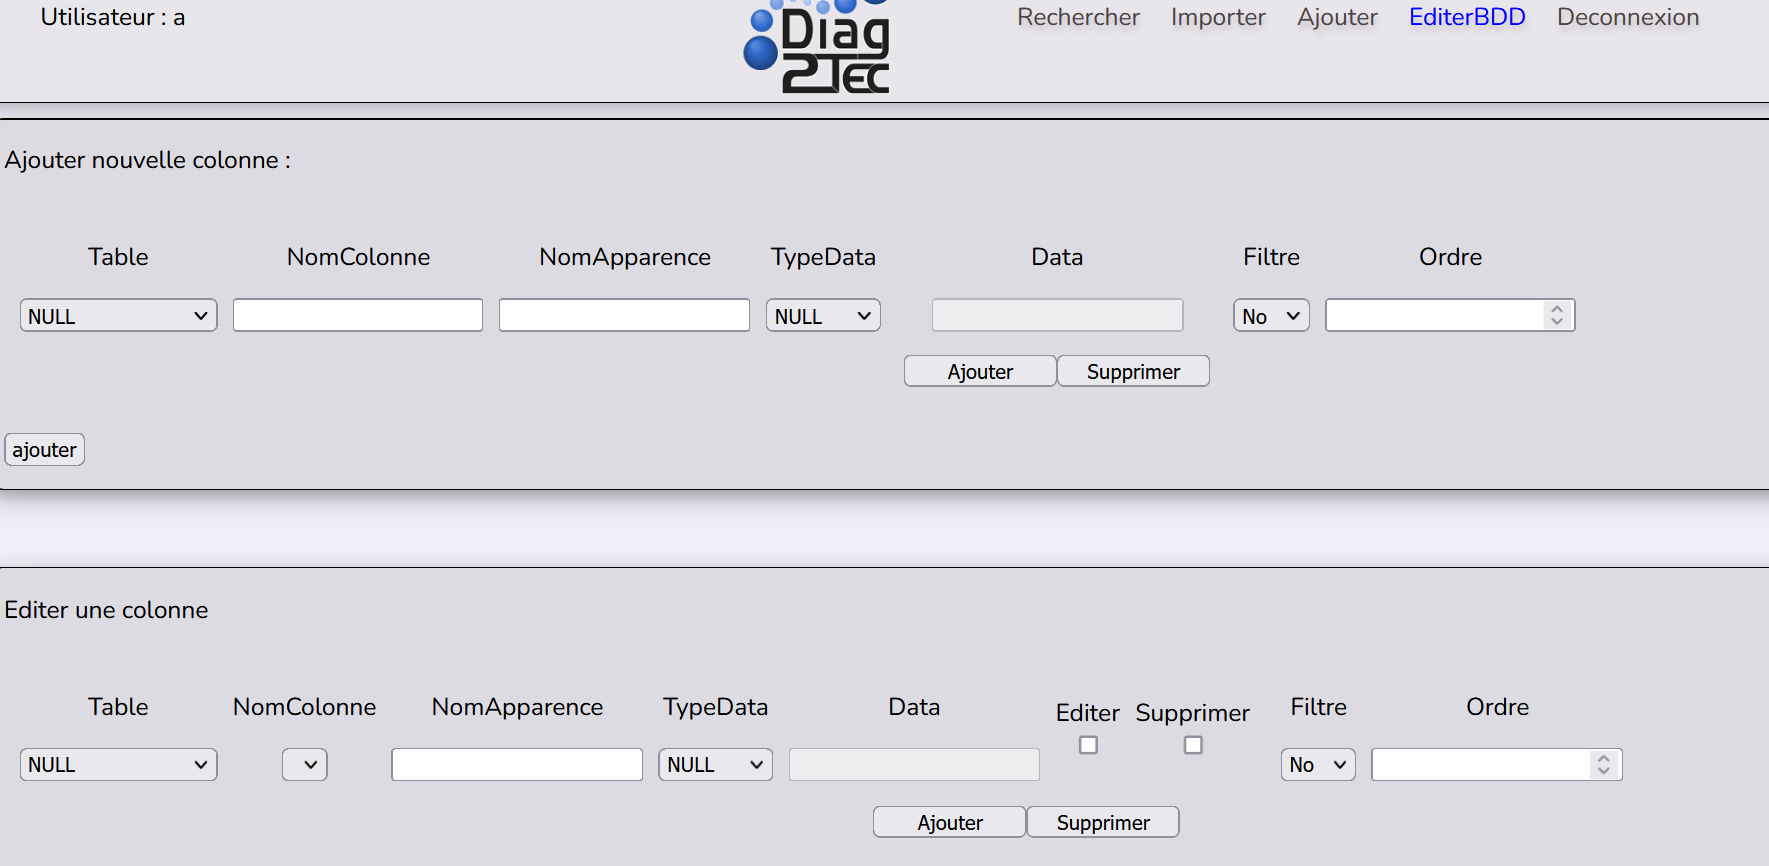 Utilisateur : a
Diag
2TEC
Rechercher Importer Ajouter EditerBDD Deconnexion
Ajouter nouvelle colonne :
Table NomColonne NomApparence TypeData Data Filtre Ordre
NULL NULL No
Ajouter Supprimer
ajouter
Editer une colonne
Table NomColonne NomApparence TypeData Data Editer Supprimer Filtre Ordre
NULL NULL No
Ajouter Supprimer